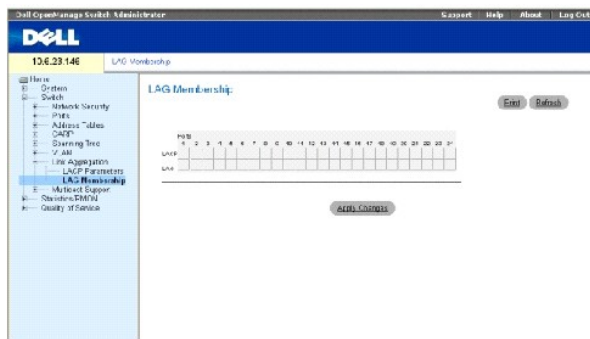 Dell OpenManage Switch Administrator
Support Help About Log Out
DELL
10.6.23.146
LAG Membership
Home
System
Switch
Network Security
Ports
Address Tables
GARP
Spanning Tree
VLAN
Link Aggregation
LACP Parameters
LAG Membership
Multicast Support
Statistics/RMON
Quality of Service
LAG Membership
Print Refresh
Ports
1 2 3 4 5 6 7 8 9 10 11 12 13 14 15 16 17 18 19 20 21 22 23 24
LACP
LAG
Apply Changes